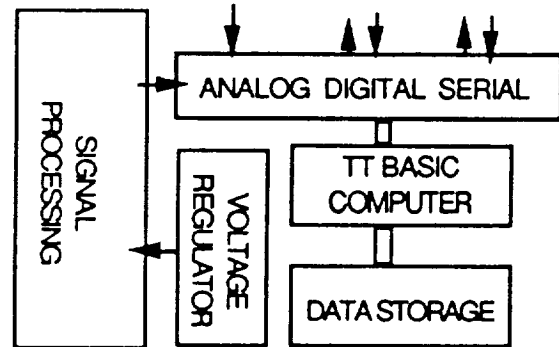 ANALOG DIGITAL SERIAL
SIGNAL
PROCESSING
VOLTAGE
REGULATOR
TT BASIC
COMPUTER
DATA STORAGE